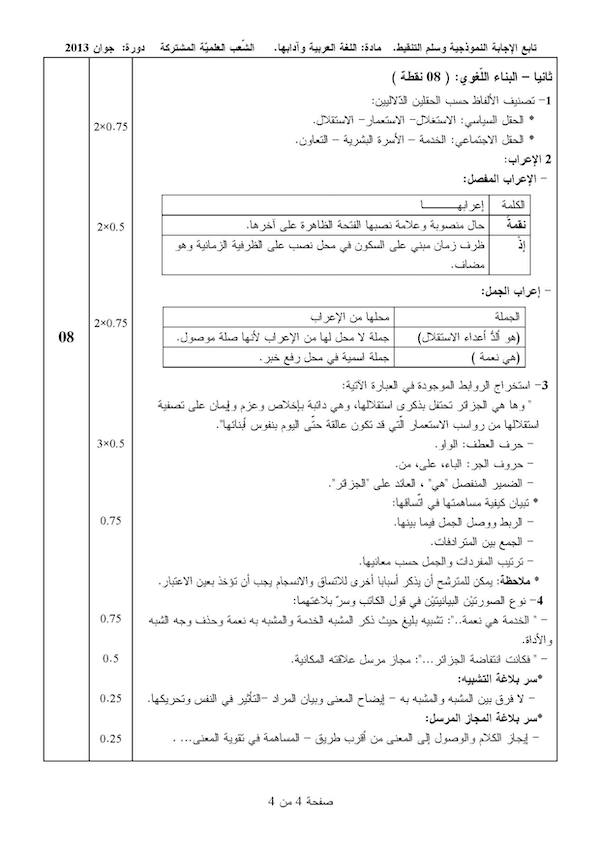 تابع الإجابة النموذجية وسلم التنقيط. مادة: اللغة العربية وآدابها. الشّعب العلميّة المشتركة دورة: جوان 2013
ثانيا – البناء اللّغوي: ( 08 نقطة )
1– تصنيف الألفاظ حسب الحقلين الدّلاليين:
* الحقل السياسي: الاستغلال– الاستعمار– الاستقلال.
2×0.75
* الحقل الاجتماعي: الخدمة – الأسرة البشرية – التعاون.
2 الإعراب:
– الإعراب المفصل:
الكلمة إعرابهـــــــا
نقمةً حال منصوبة وعلامة نصبها الفتحة الظاهرة على آخرها.
2×0.5
إذْ ظرف زمان مبني على السكون في محل نصب على الظرفية الزمانية وهو
مضاف.
– إعراب الجمل:
الجملة محلها من الإعراب
2×0.75
(هو ألدُّ أعداء الاستقلال) جملة لا محل لها من الإعراب لأنها صلة موصول.
08
(هي نعمة ) جملة اسمية في محل رفع خبر.
3– استخراج الروابط الموجودة في العبارة الآتية:
" وها هي الجزائر تحتفل بذكرى استقلالها، وهي دائبة بإخلاص وعزم وإيمان على تصفية
استقلالها من رواسب الاستعمار الّتي قد تكون عالقة حتّى اليوم بنفوس أبنائها".
– حرف العطف: الواو.
3×0.5
– حروف الجر: الباء، على، من.
– الضمير المنفصل "هي" ، العائد على "الجزائر".
* تبيان كيفية مساهمتها في اتّساقها:
– الربط ووصل الجمل فيما بينها.
0.75
– الجمع بين المترادفات.
– ترتيب المفردات والجمل حسب معانيها.
* ملاحظة: يمكن للمترشح أن يذكر أسبابا أخرى للاتساق والانسجام يجب أن تؤخذ بعين الاعتبار.
4– نوع الصورتيْن البيانيتيْن في قول الكاتب وسرّ بلاغتهما:
– " الخدمة هي نعمة..": تشبيه بليغ حيث ذكر المشبه الخدمة والمشبه به نعمة وحذف وجه الشبه
0.75
والأداة.
– " فكانت انتفاضة الجزائر...": مجاز مرسل علاقته المكانية.
0.5
*سر بلاغة التشبيه:
– لا فرق بين المشبه والمشبه به – إيضاح المعنى وبيان المراد –التأثير في النفس وتحريكها.
0.25
*سر بلاغة المجاز المرسل:
– إيجاز الكلام والوصول إلى المعنى من أقرب طريق – المساهمة في تقوية المعنى... .
0.25
صفحة 4 من 4